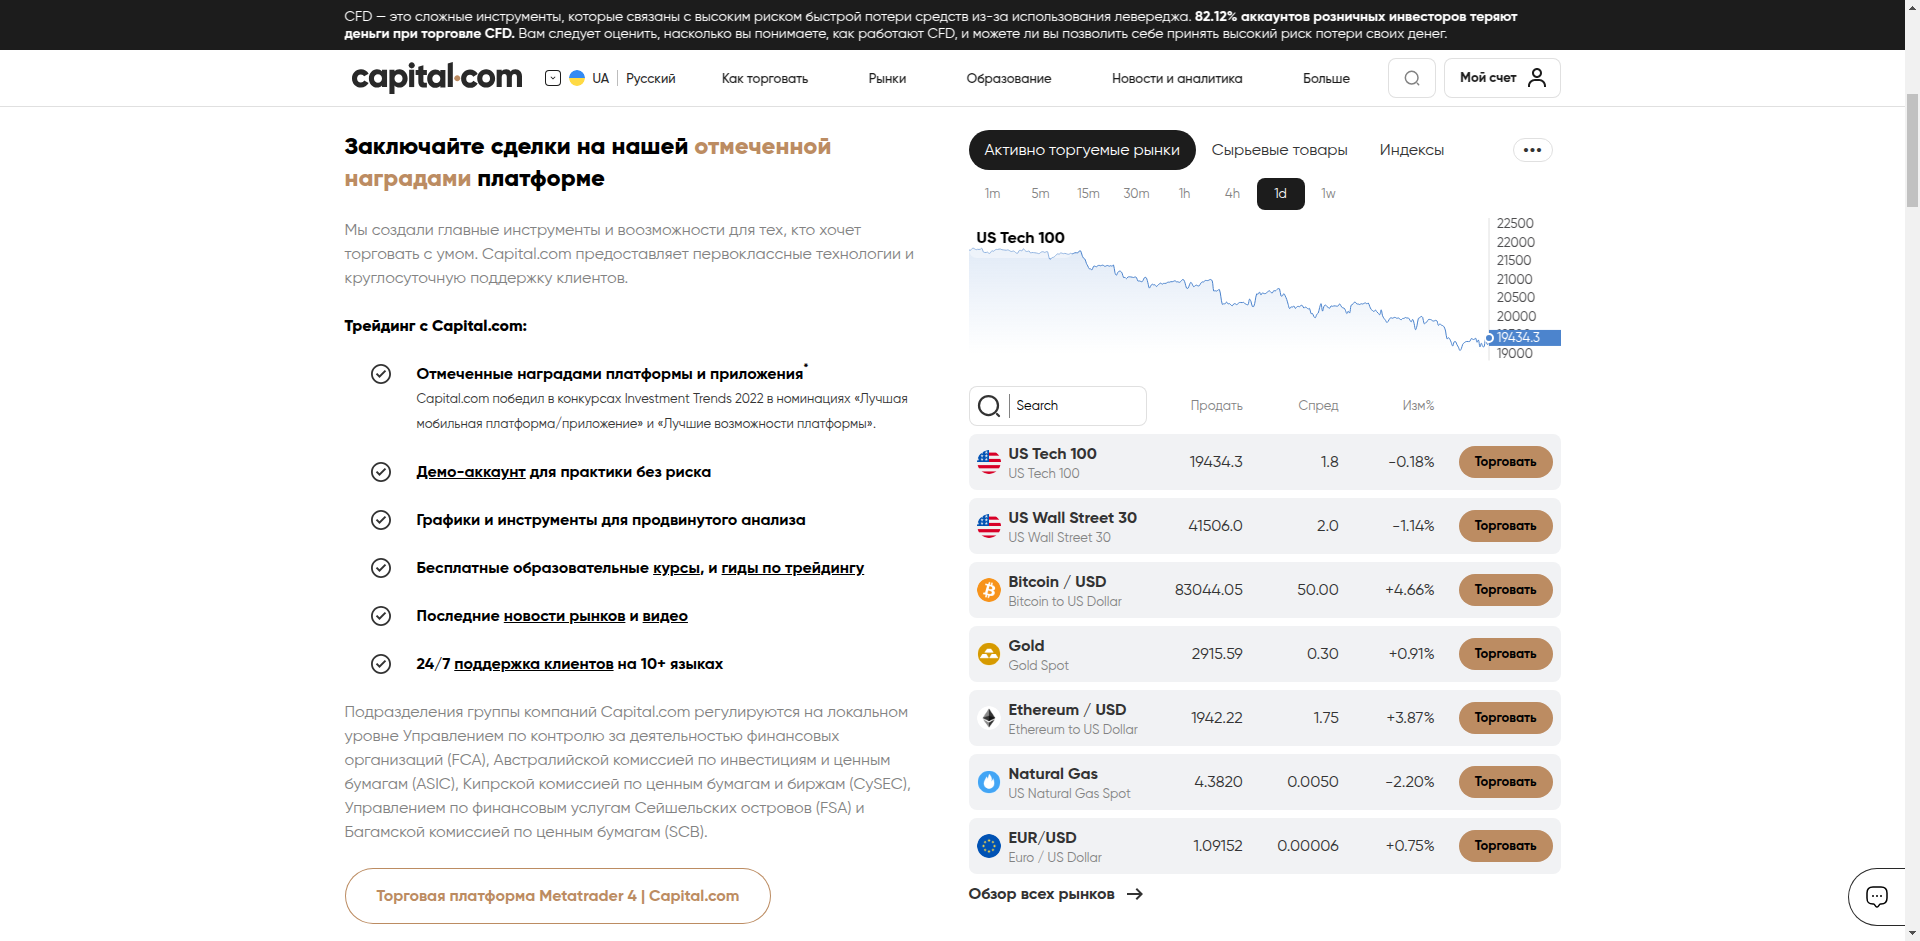 CFD — это сложные инструменты, которые связаны с высоким риском быстрой потери средств из-за использования левереджа. 82.12% аккаунтов розничных инвесторов теряют
деньги при торговле CFD. Вам следует оценить, насколько вы понимаете, как работают CFD, и можете ли вы позволить себе принять высокий риск потери своих денег.
capital.com UA Русский Как торговать Рынки Образование Новости и аналитика Больше Мой счет
Заключайте сделки на нашей отмеченной
наградами платформе
Мы создали главные инструменты и воозможности для тех, кто хочет
торговать с умом. Capital.com предоставляет первоклассные технологии и
круглосуточную поддержку клиентов.
Трейдинг с Capital.com:
Отмеченные наградами платформы и приложения*
Capital.com победил в конкурсах Investment Trends 2022 в номинациях «Лучшая
мобильная платформа/приложение» и «Лучшие возможности платформы».
Демо-аккаунт для практики без риска
Графики и инструменты для продвинутого анализа
Бесплатные образовательные курсы, и гиды по трейдингу
Последние новости рынков и видео
24/7 поддержка клиентов на 10+ языках
Подразделения группы компаний Capital.com регулируются на локальном
уровне Управлением по контролю за деятельностью финансовых
организаций (FCA), Австралийской комиссией по инвестициям и ценным
бумагам (ASIC), Кипрской комиссией по ценным бумагам и биржам (CySEC),
Управлением по финансовым услугам Сейшельских островов (FSA) и
Багамской комиссией по ценным бумагам (SCB).
Торговая платформа Metatrader 4 | Capital.com
Активно торгуемые рынки Сырьевые товары Индексы
1m 5m 15m 30m 1h 4h 1d 1w
US Tech 100
22500
22000
21500
21000
20500
20000
19434.3
19000
Search Продать Спред Изм%
US Tech 100 19434.3 1.8 -0.18% Торговать
US Tech 100
US Wall Street 30 41506.0 2.0 -1.14% Торговать
US Wall Street 30
Bitcoin / USD 83044.05 50.00 +4.66% Торговать
Bitcoin to US Dollar
Gold 2915.59 0.30 +0.91% Торговать
Gold Spot
Ethereum / USD 1942.22 1.75 +3.87% Торговать
Ethereum to US Dollar
Natural Gas 4.3820 0.0050 -2.20% Торговать
US Natural Gas Spot
EUR/USD 1.09152 0.00006 +0.75% Торговать
Euro / US Dollar
Обзор всех рынков